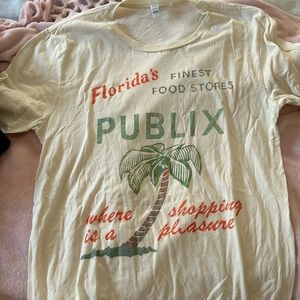 Florida's FINEST
FOOD STORES
PUBLIX
where shopping
is a pleasure